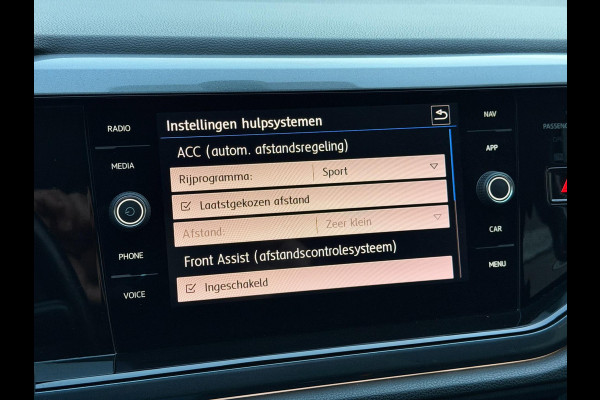 RADIO
MEDIA
PHONE
VOICE
Instellingen hulpsystemen
ACC (autom. afstandsregeling)
Rijprogramma: Sport
Laatstgekozen afstand
Afstand: Zeer klein
Front Assist (afstandscontrolesysteem)
Ingeschakeld
NAV
APP
CAR
MENU